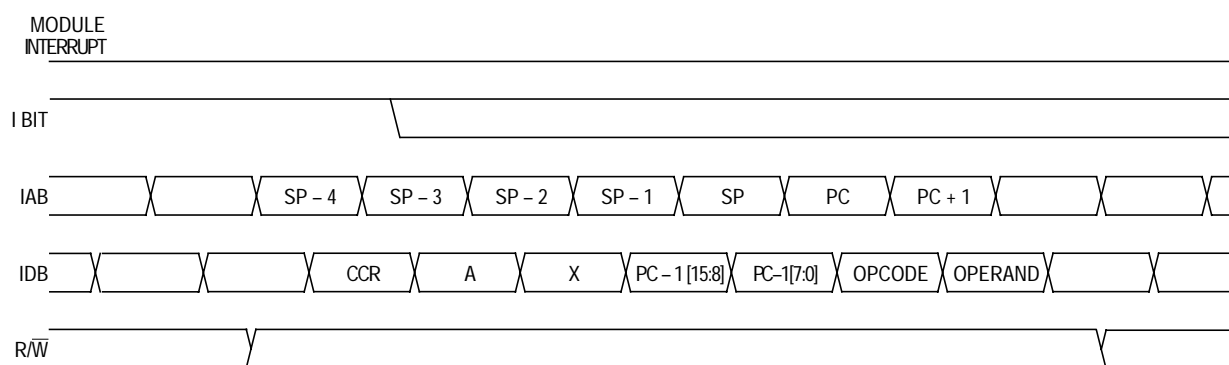 MODULE
INTERRUPT
I BIT
IAB SP – 4 SP – 3 SP – 2 SP – 1 SP PC PC + 1
IDB CCR A X PC – 1 [15:8] PC–1[7:0] OPCODE OPERAND
R/W̅